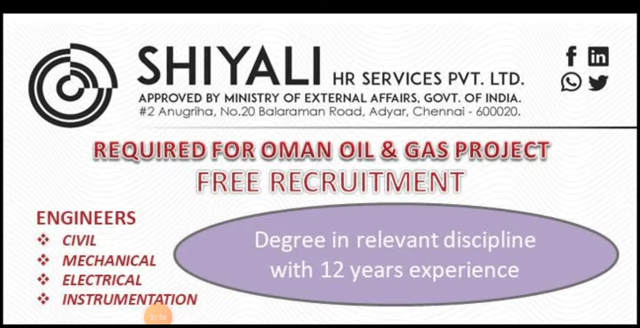 SHIYALI HR SERVICES PVT. LTD.
APPROVED BY MINISTRY OF EXTERNAL AFFAIRS, GOVT. OF INDIA.
#2 Anugriha, No.20 Balaraman Road, Adyar, Chennai - 600020.
REQUIRED FOR OMAN OIL & GAS PROJECT
FREE RECRUITMENT
ENGINEERS
❖ CIVIL
❖ MECHANICAL
❖ ELECTRICAL
❖ INSTRUMENTATION
Degree in relevant discipline
with 12 years experience